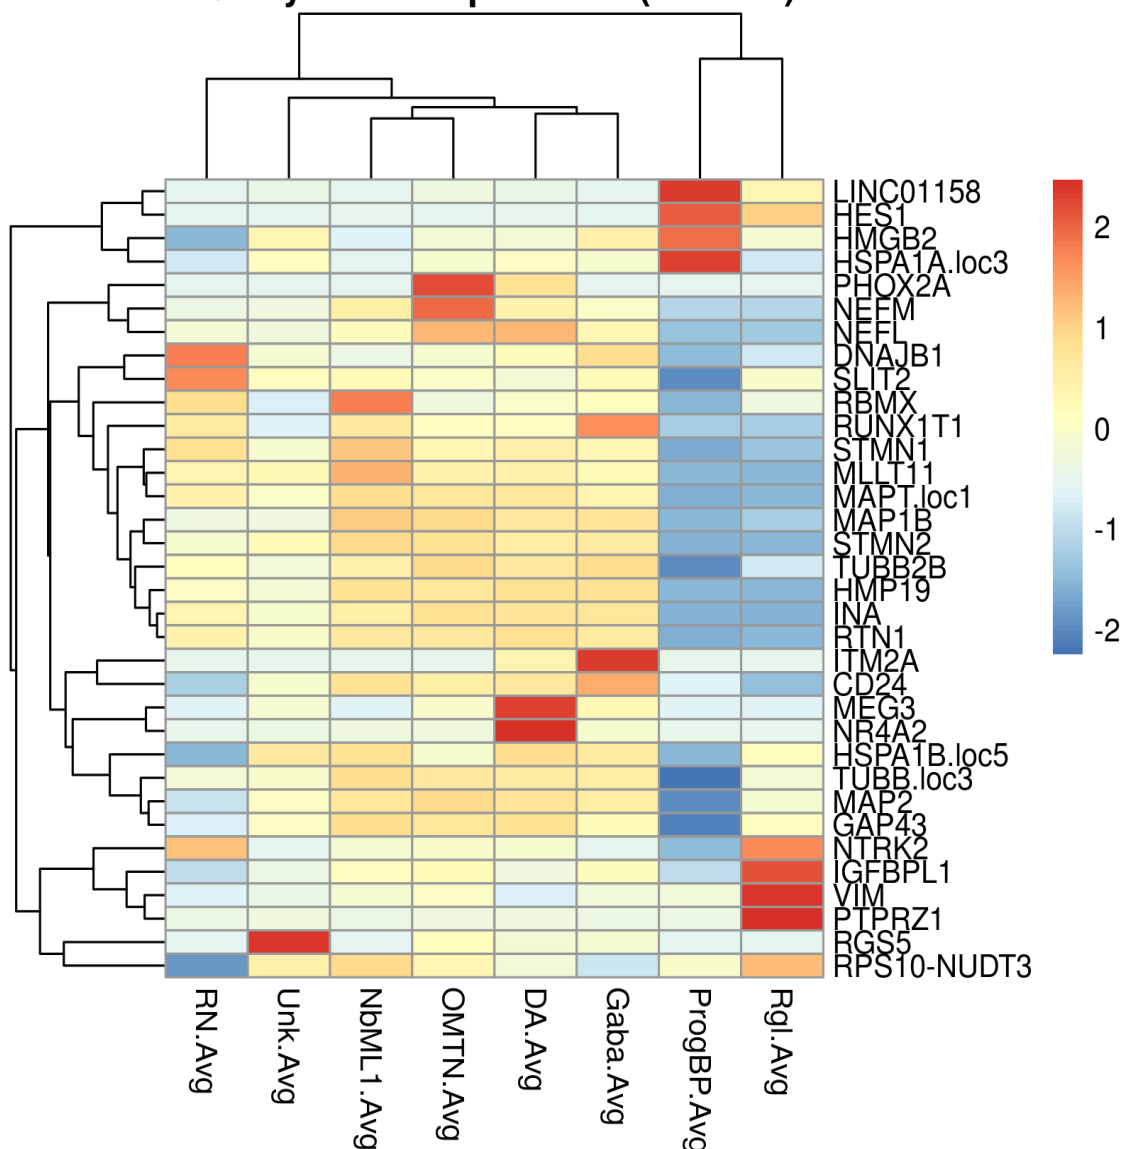 LINC01158
HES1
HMGB2
HSPA1A.loc3
PHOX2A
NEFM
NEFL
DNAJB1
SLIT2
RBMX
RUNX1T1
STMN1
MLLT11
MAPT.loc1
MAP1B
STMN2
TUBB2B
HMP19
INA
RTN1
ITM2A
CD24
MEG3
NR4A2
HSPA1B.loc5
TUBB.loc3
MAP2
GAP43
NTRK2
IGFBPL1
VIM
PTPRZ1
RGS5
RPS10-NUDT3
2
1
0
-1
-2
RN.Avg
Unk.Avg
NbML1.Avg
OMTN.Avg
DA.Avg
Gaba.Avg
ProgBP.Avg
Rgl.Avg